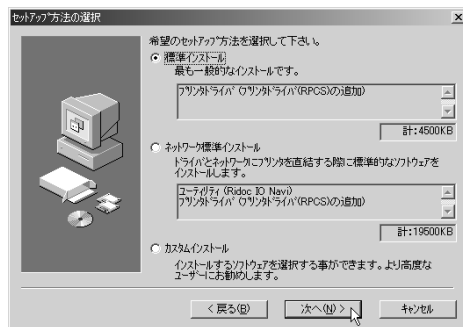 セットアップ方法の選択
希望のセットアップ方法を選択して下さい。
標準インストール
最も一般的なインストールです。
プリンタドライバ (プリンタドライバ(RPCS)の追加)
計:4500KB
ネットワーク標準インストール
ドライバとネットワークにプリンタを直結する際に標準的なソフトウェアを
インストールします。
ユーティリティ (Ridoc IO Navi)
プリンタドライバ (プリンタドライバ(RPCS)の追加)
計:19500KB
カスタムインストール
インストールするソフトウェアを選択する事ができます。より高度な
ユーザーにお勧めします。
< 戻る(B)
次へ(N) >
キャンセル